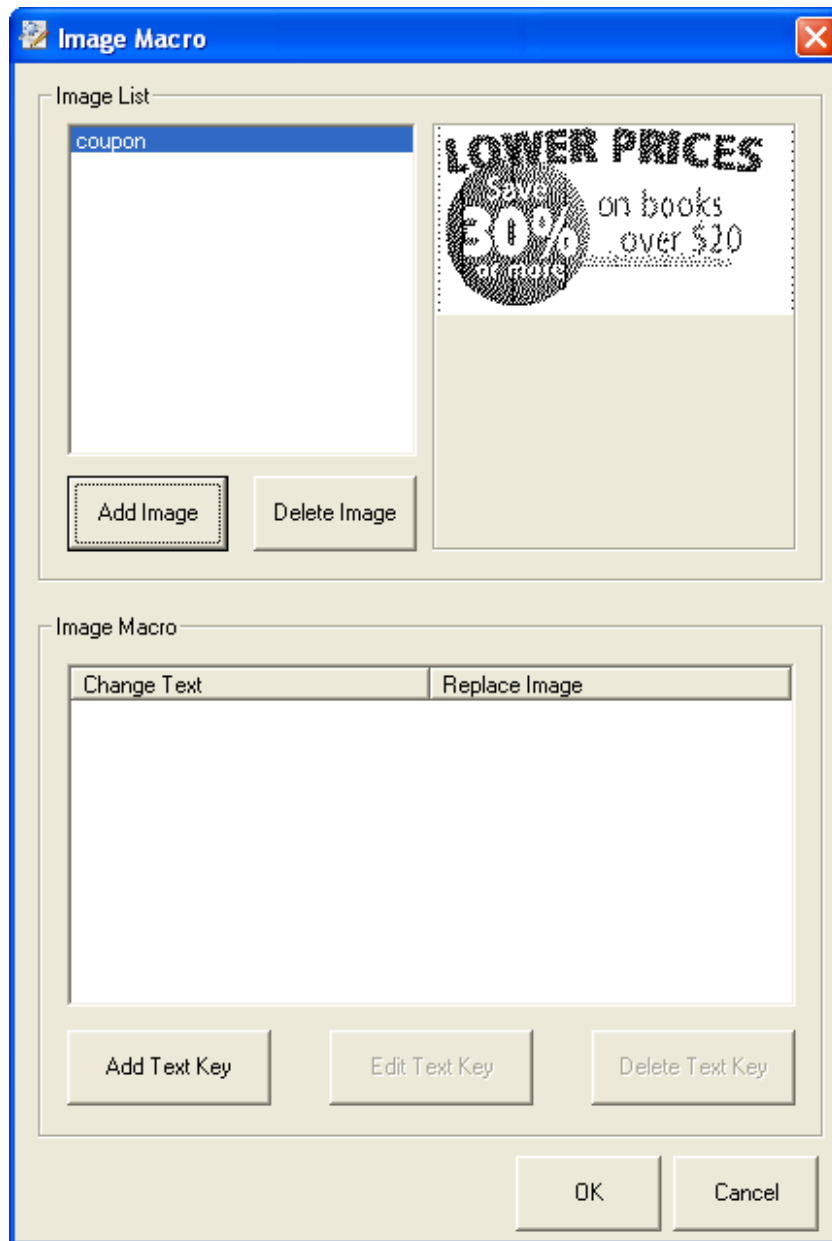 Image Macro
Image List
coupon
LOWER PRICES
Save
30%
or more
on books
over $20
Add Image
Delete Image
Image Macro
Change Text
Replace Image
Add Text Key
Edit Text Key
Delete Text Key
OK
Cancel